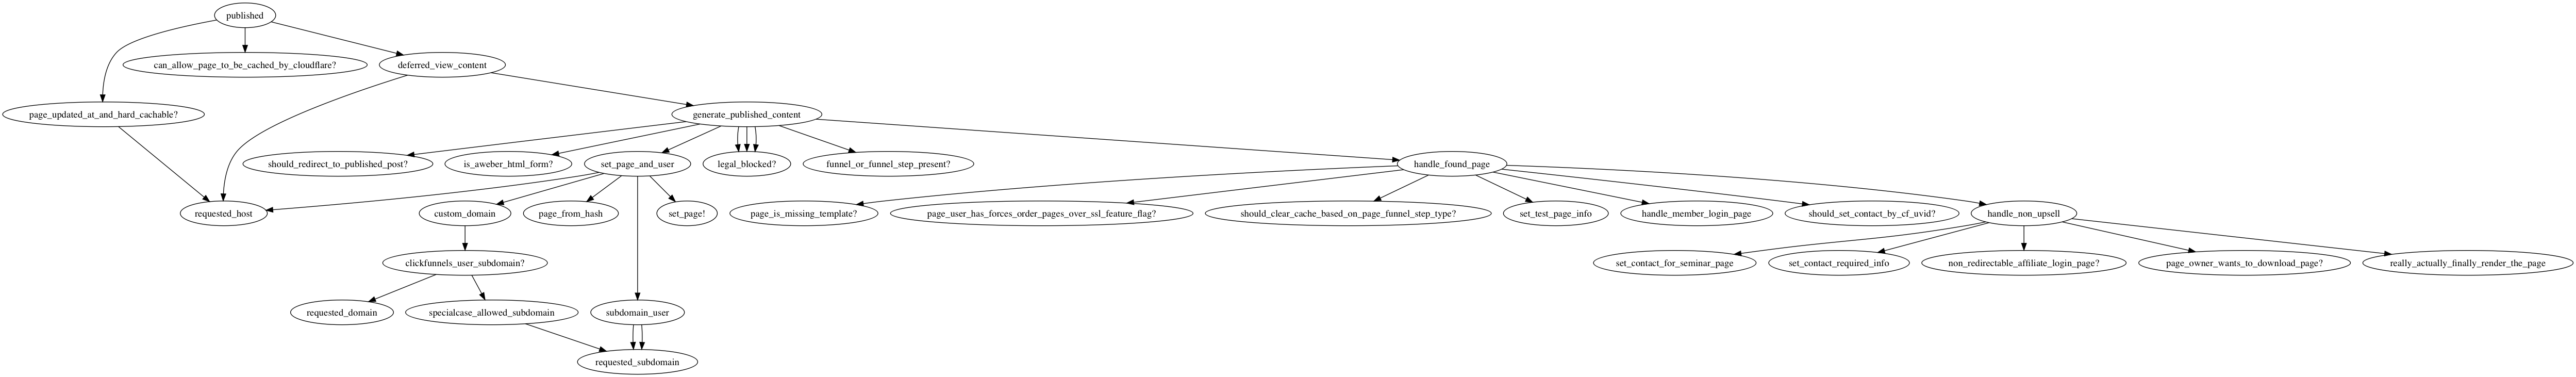 published
can_allow_page_to_be_cached_by_cloudflare?
deferred_view_content
page_updated_at_and_hard_cachable?
generate_published_content
should_redirect_to_published_post?
is_aweber_html_form?
set_page_and_user
legal_blocked?
funnel_or_funnel_step_present?
handle_found_page
requested_host
custom_domain
page_from_hash
set_page!
page_is_missing_template?
page_user_has_forces_order_pages_over_ssl_feature_flag?
should_clear_cache_based_on_page_funnel_step_type?
set_test_page_info
handle_member_login_page
should_set_contact_by_cf_uvid?
handle_non_upsell
clickfunnels_user_subdomain?
set_contact_for_seminar_page
set_contact_required_info
non_redirectable_affiliate_login_page?
page_owner_wants_to_download_page?
really_actually_finally_render_the_page
requested_domain
specialcase_allowed_subdomain
subdomain_user
requested_subdomain